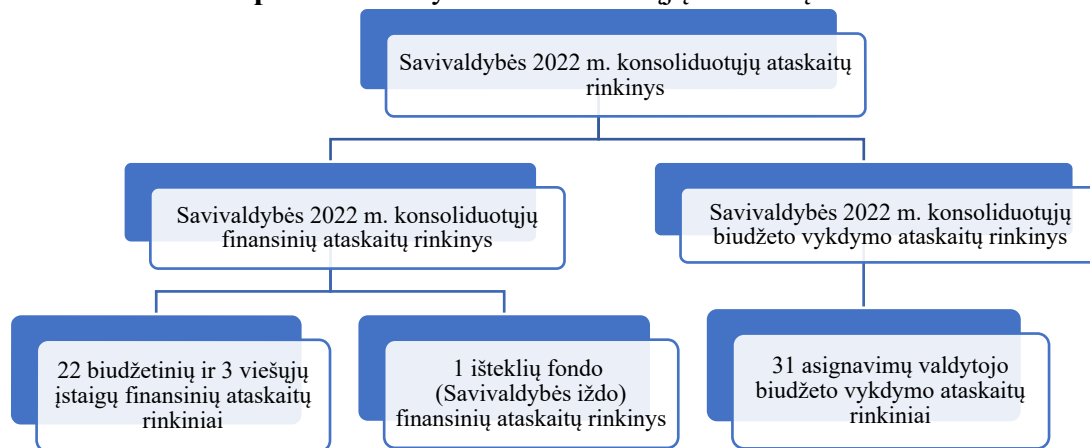 Savivaldybės 2022 m. konsoliduotųjų ataskaitų
rinkinys
Savivaldybės 2022 m. konsoliduotųjų
finansinių ataskaitų rinkinys
Savivaldybės 2022 m. konsoliduotųjų
biudžeto vykdymo ataskaitų rinkinys
22 biudžetinių ir 3 viešųjų
įstaigų finansinių ataskaitų
rinkiniai
1 išteklių fondo
(Savivaldybės iždo)
finansinių ataskaitų rinkinys
31 asignavimų valdytojo
biudžeto vykdymo ataskaitų
rinkiniai